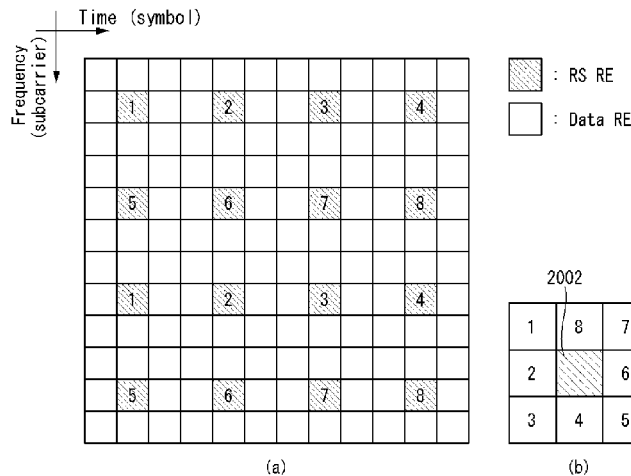 Time (symbol)
Frequency
(subcarrier)
: RS RE
: Data RE
1 2 3 4
5 6 7 8
1 2 3 4
5 6 7 8
2002
1 8 7
2 6
3 4 5
(a)
(b)